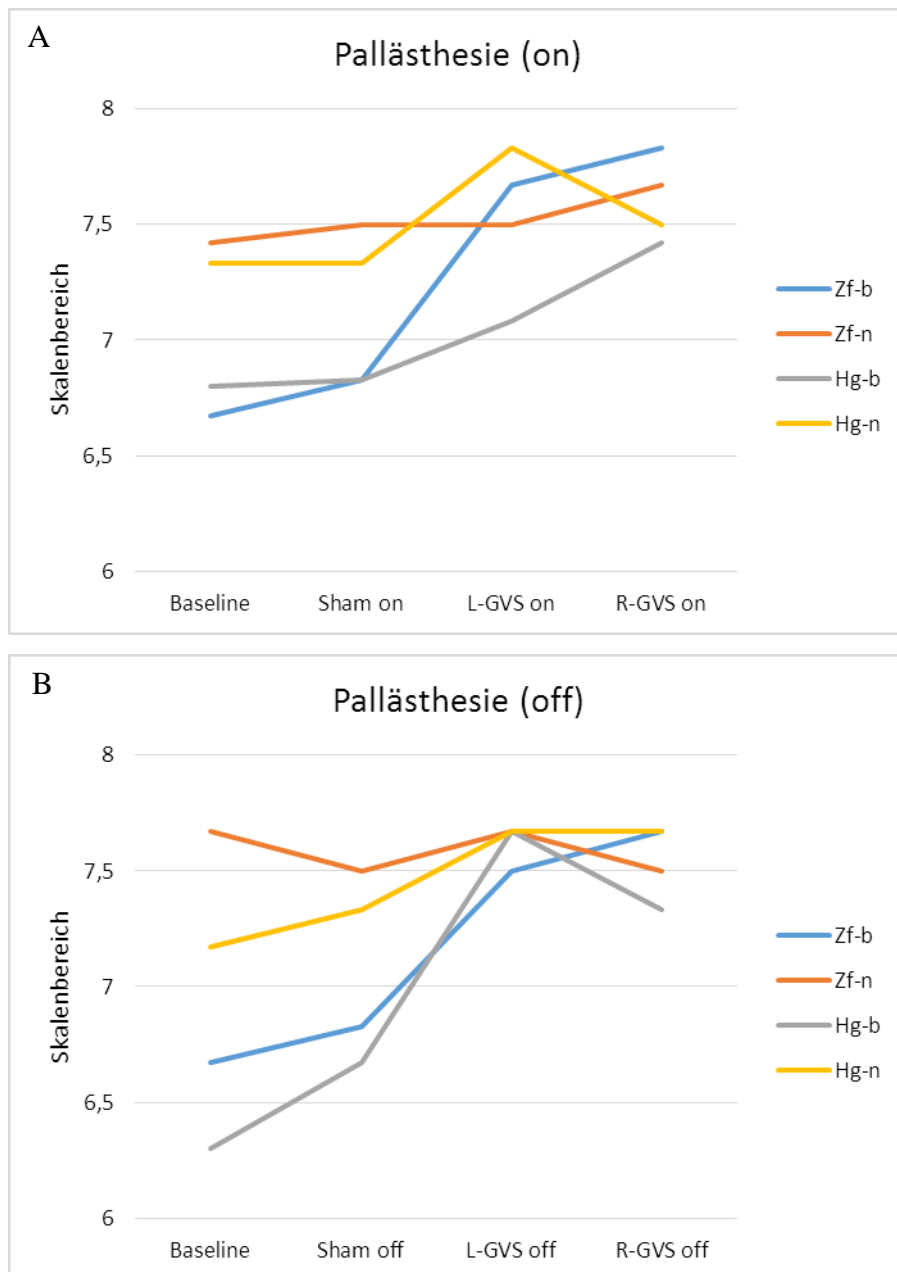 A
Pallästhesie (on)
Skalenbereich
8
7,5
7
6,5
6
Baseline
Sham on
L-GVS on
R-GVS on
Zf-b
Zf-n
Hg-b
Hg-n
B
Pallästhesie (off)
Skalenbereich
8
7,5
7
6,5
6
Baseline
Sham off
L-GVS off
R-GVS off
Zf-b
Zf-n
Hg-b
Hg-n